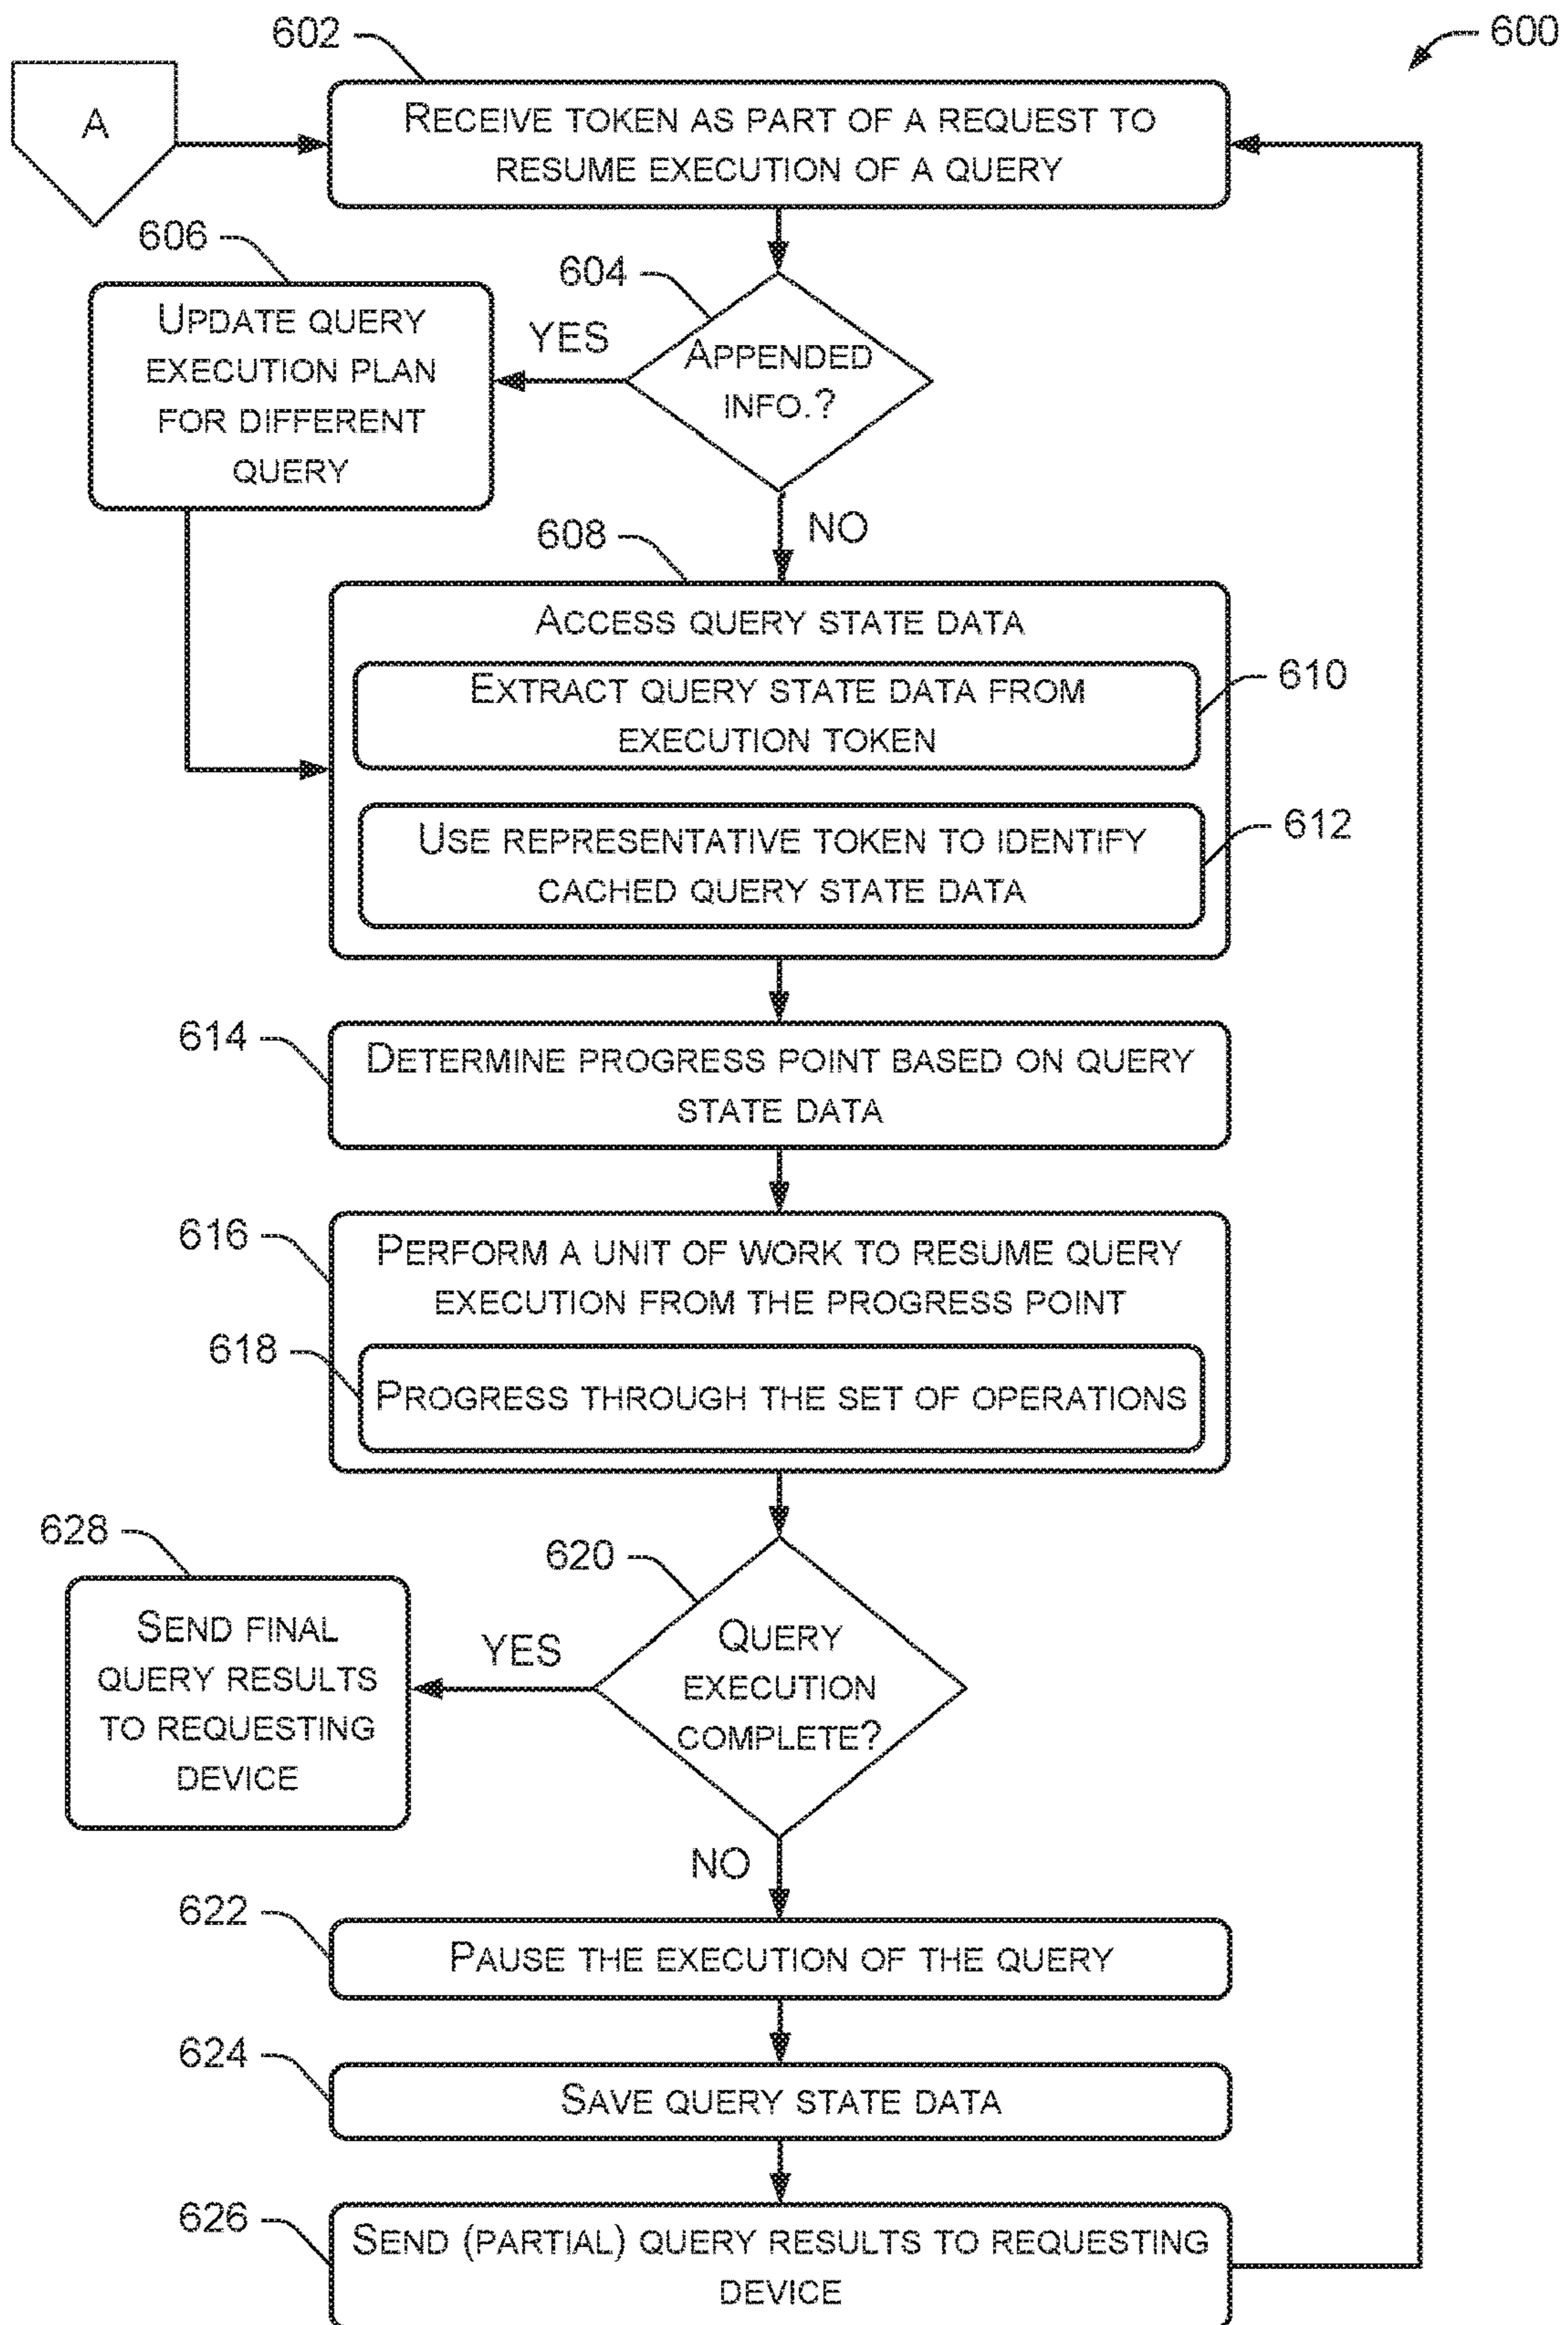 602
600
A
RECEIVE TOKEN AS PART OF A REQUEST TO
RESUME EXECUTION OF A QUERY
606
604
UPDATE QUERY
EXECUTION PLAN
FOR DIFFERENT
QUERY
YES
APPENDED
INFO.?
NO
608
ACCESS QUERY STATE DATA
EXTRACT QUERY STATE DATA FROM
EXECUTION TOKEN
610
USE REPRESENTATIVE TOKEN TO IDENTIFY
CACHED QUERY STATE DATA
612
614
DETERMINE PROGRESS POINT BASED ON QUERY
STATE DATA
616
PERFORM A UNIT OF WORK TO RESUME QUERY
EXECUTION FROM THE PROGRESS POINT
618
PROGRESS THROUGH THE SET OF OPERATIONS
628
620
SEND FINAL
QUERY RESULTS
TO REQUESTING
DEVICE
YES
QUERY
EXECUTION
COMPLETE?
NO
622
PAUSE THE EXECUTION OF THE QUERY
624
SAVE QUERY STATE DATA
626
SEND (PARTIAL) QUERY RESULTS TO REQUESTING
DEVICE